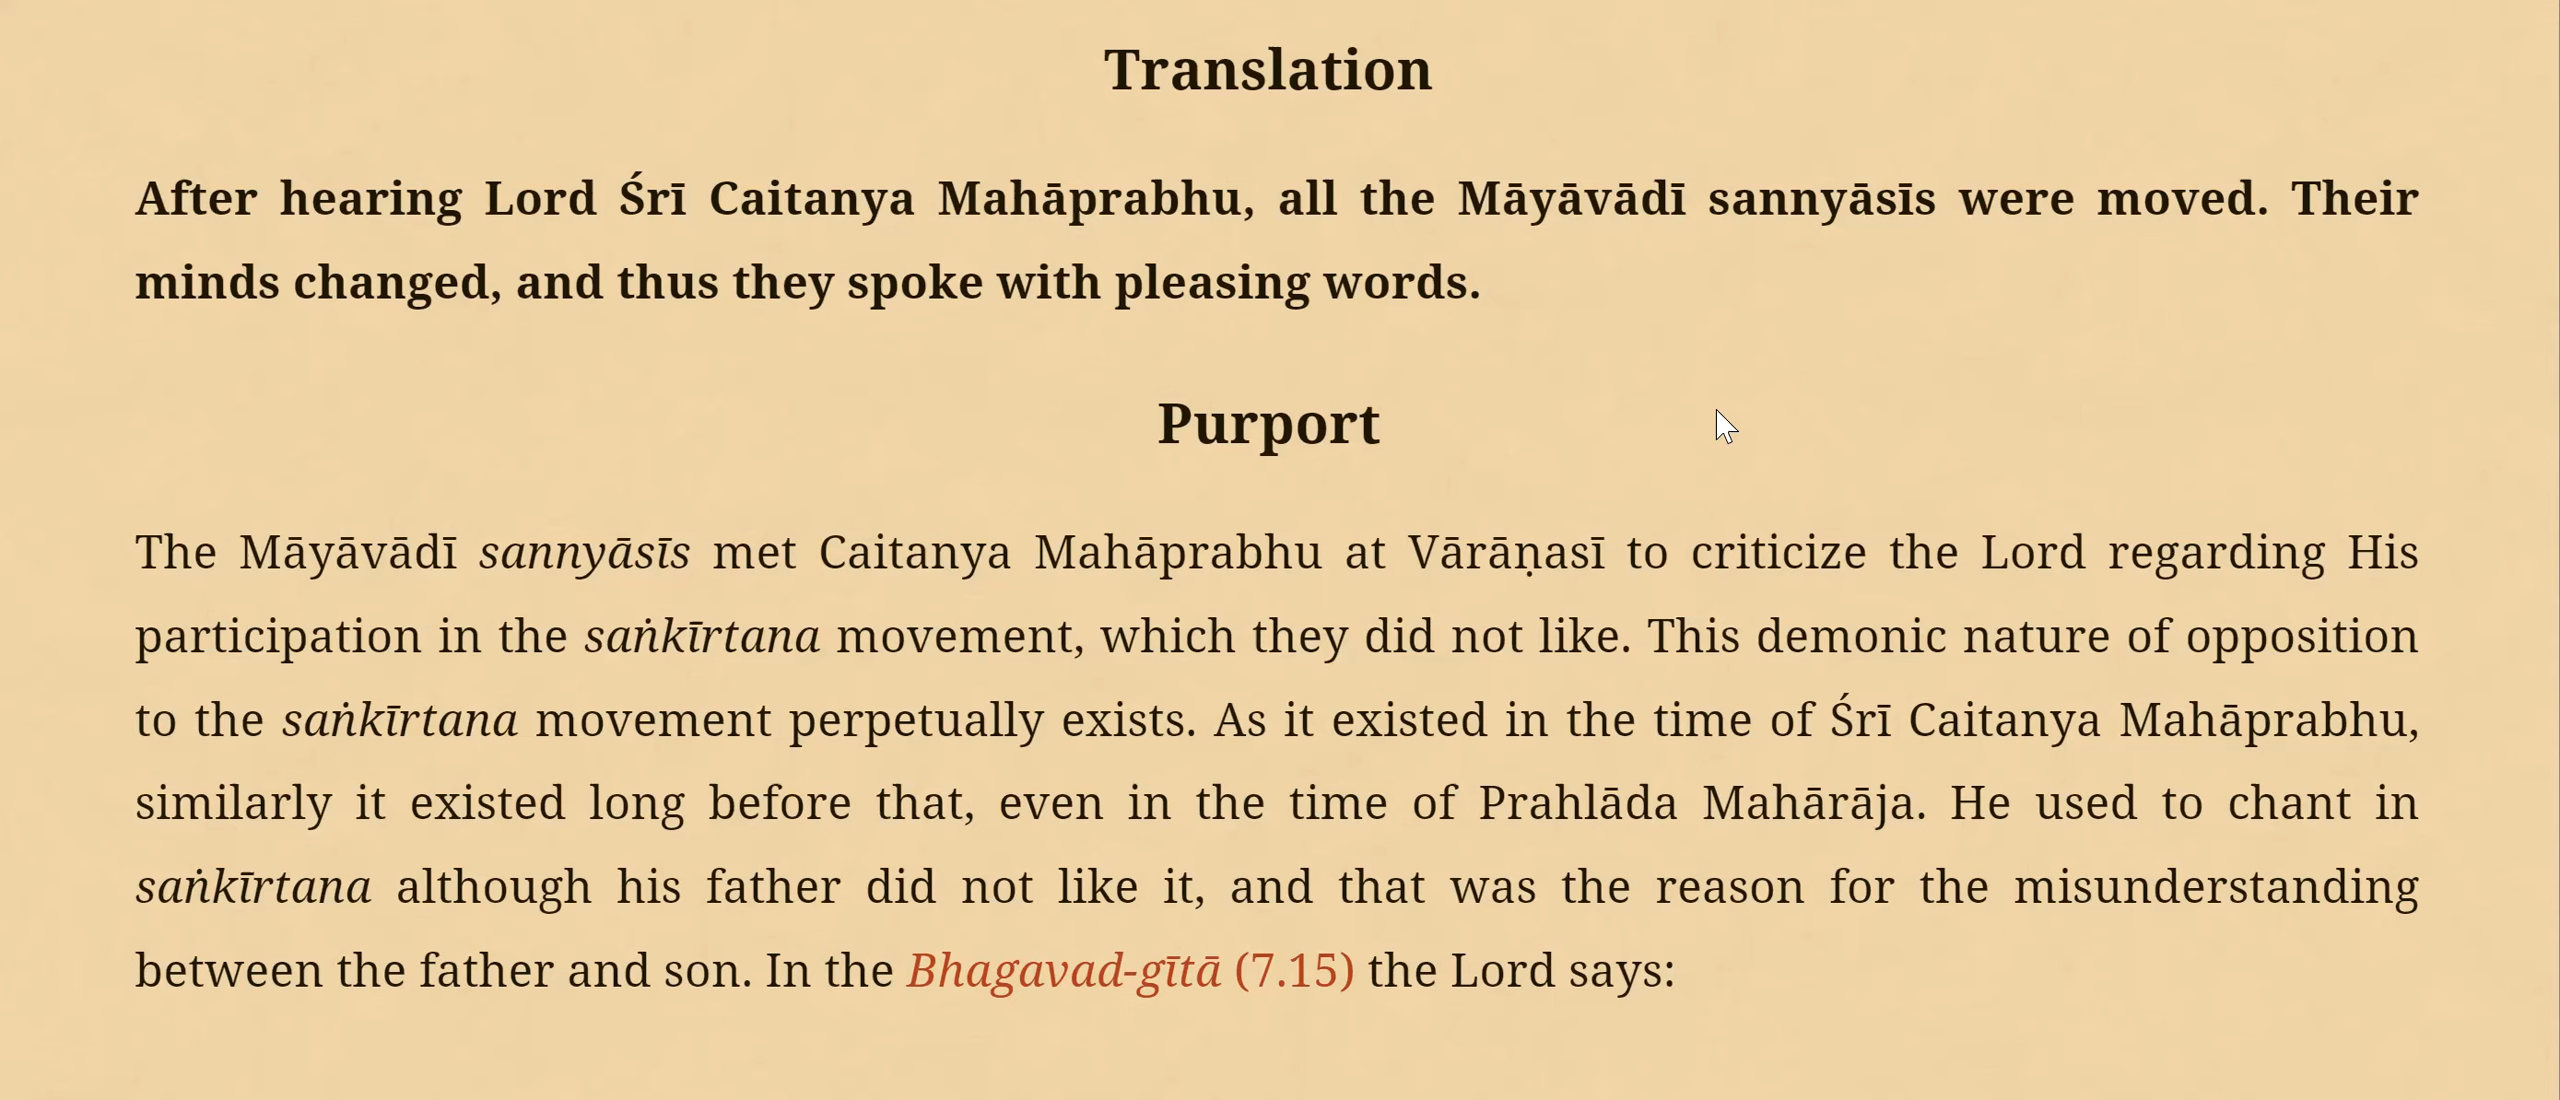 Translation
After hearing Lord Śrī Caitanya Mahāprabhu, all the Māyāvādī sannyāsīs were moved. Their
minds changed, and thus they spoke with pleasing words.
Purport
The Māyāvādī sannyāsīs met Caitanya Mahāprabhu at Vārāṇasī to criticize the Lord regarding His
participation in the saṅkīrtana movement, which they did not like. This demonic nature of opposition
to the saṅkīrtana movement perpetually exists. As it existed in the time of Śrī Caitanya Mahāprabhu,
similarly it existed long before that, even in the time of Prahlāda Mahārāja. He used to chant in
saṅkīrtana although his father did not like it, and that was the reason for the misunderstanding
between the father and son. In the Bhagavad-gītā (7.15) the Lord says: